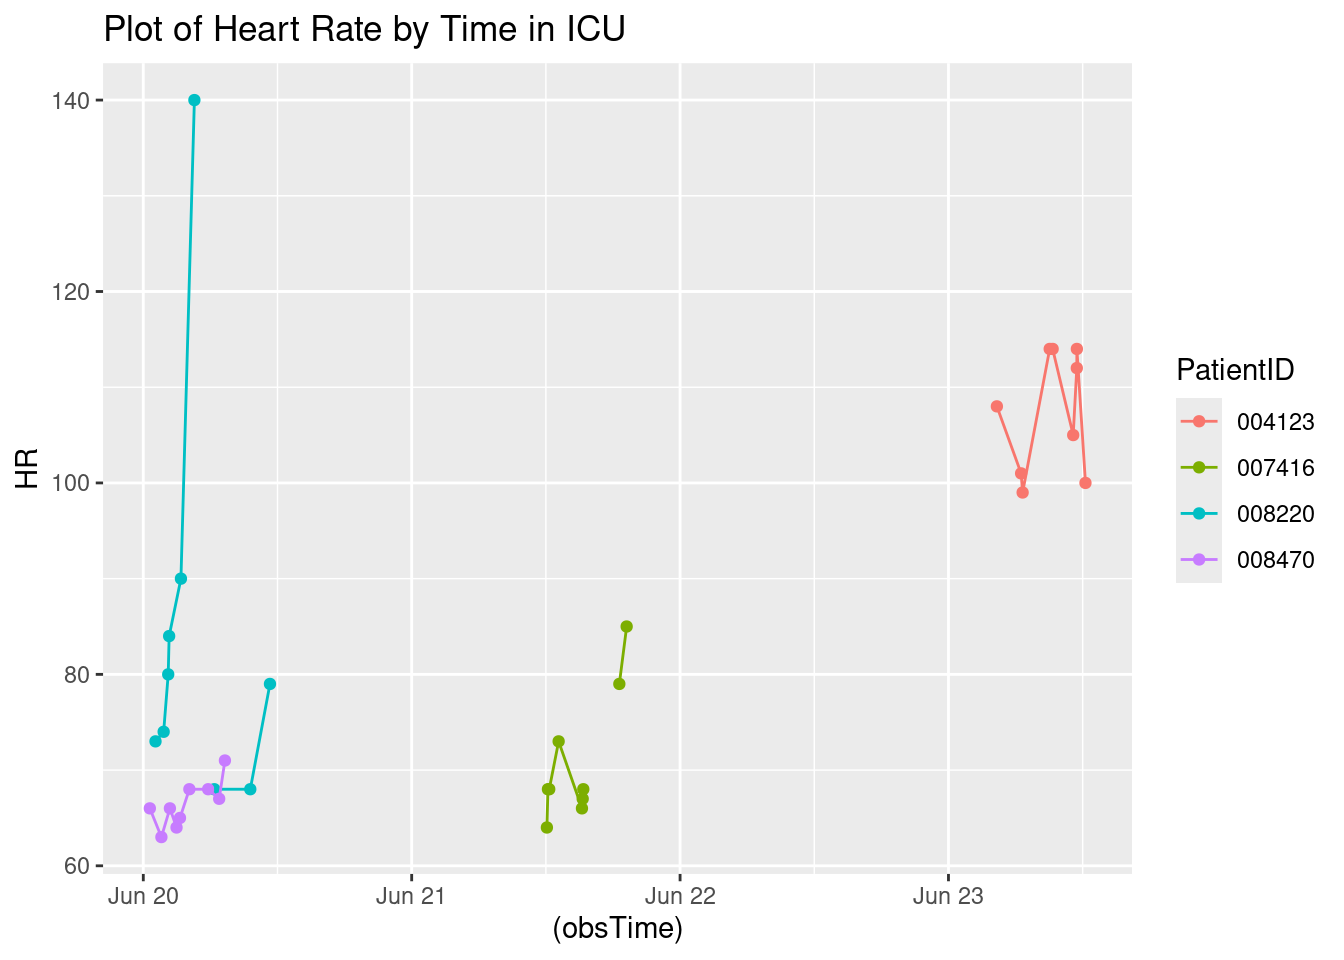 Plot of Heart Rate by Time in ICU
140
120
100
80
60
HR
Jun 20
Jun 21
Jun 22
Jun 23
(obsTime)
PatientID
004123
007416
008220
008470